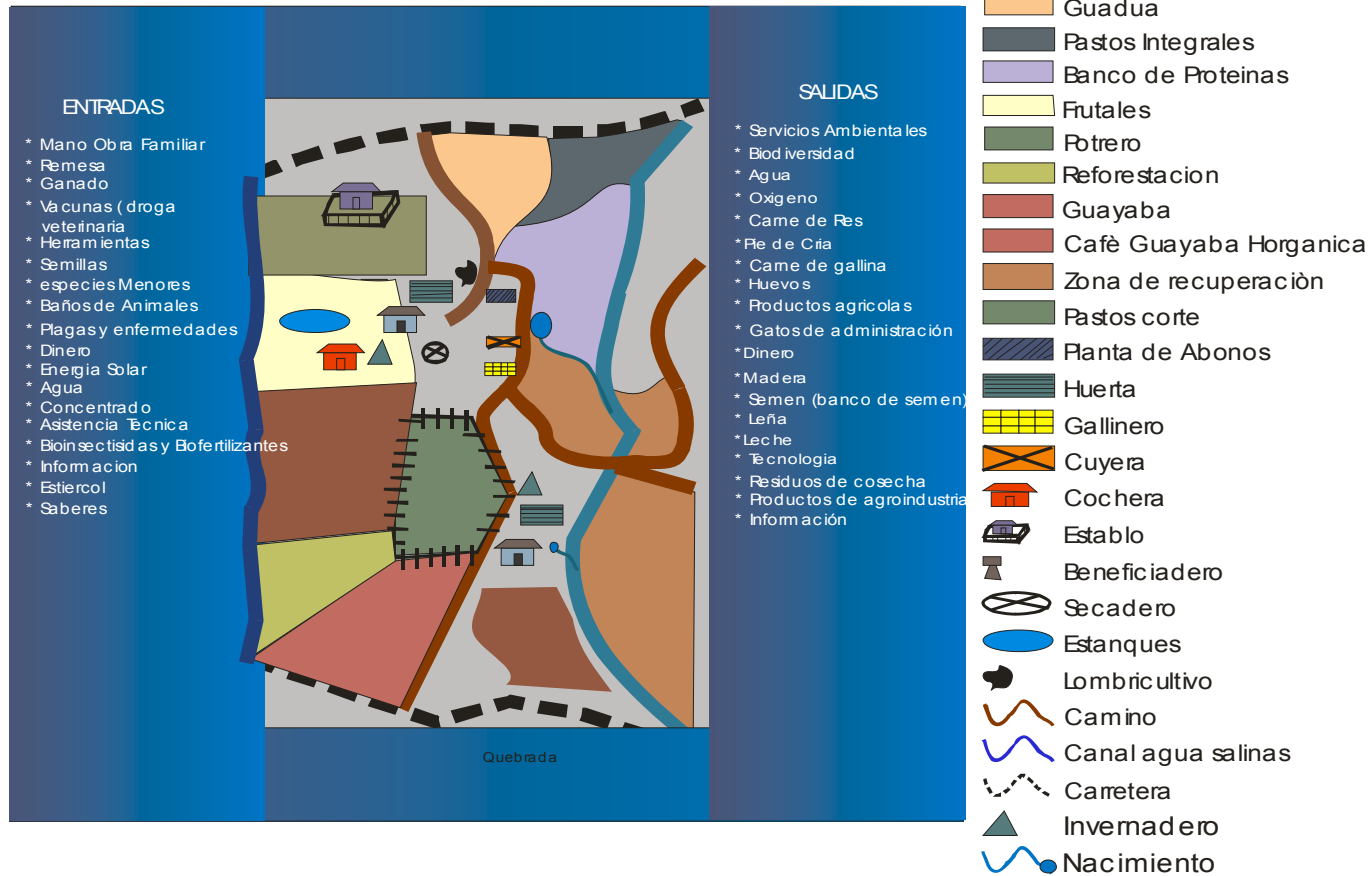 ENTRADAS
* Mano Obra Familiar
* Remesa
* Ganado
* Vacunas ( droga
veterinaria
* Herramientas
* Semillas
* especies Menores
* Baños de Animales
* Plagas y enfermedades
* Dinero
* Energia Solar
* Agua
* Concentrado
* Asistencia Tècnica
* Bioinsectisidas y Biofertilizantes
* Informacion
* Estiercol
* Saberes
Quebrada
SALIDAS
* Servicios Ambientales
* Biodiversidad
* Agua
* Oxigeno
* Carne de Res
* Pie de Cria
* Carne de gallina
* Huevos
* Productos agricolas
* Gatos de administración
* Dinero
* Madera
* Semen (banco de semen)
* Leña
* Leche
* Tecnologia
* Residuos de cosecha
* Productos de agroindustria
* Información
Guadua
Pastos Integrales
Banco de Proteinas
Frutales
Potrero
Reforestacion
Guayaba
Cafè Guayaba Horganica
Zona de recuperaciòn
Pastos corte
Planta de Abonos
Huerta
Gallinero
Cuyera
Cochera
Establo
Beneficiadero
Secadero
Estanques
Lombricultivo
Camino
Canal agua salinas
Carretera
Invernadero
Nacimiento